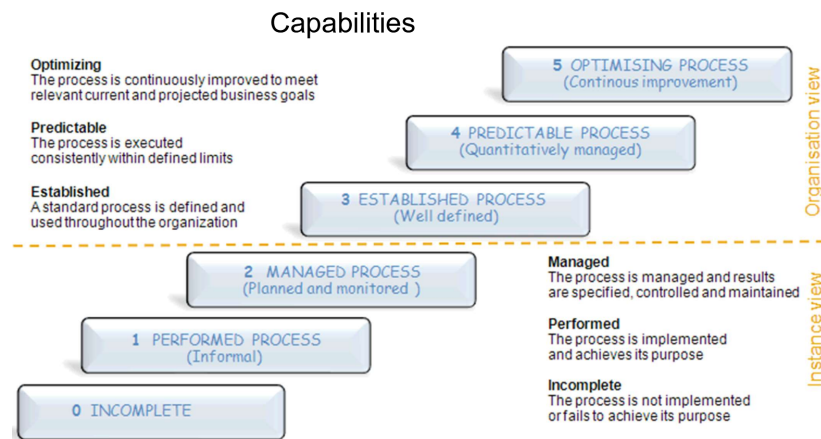 Capabilities
Optimizing
The process is continuously improved to meet
relevant current and projected business goals
Predictable
The process is executed
consistently within defined limits
Established
A standard process is defined and
used throughout the organization
5 OPTIMISING PROCESS
(Continous improvement)
4 PREDICTABLE PROCESS
(Quantitatively managed)
3 ESTABLISHED PROCESS
(Well defined)
Organisation view
2 MANAGED PROCESS
(Planned and monitored )
1 PERFORMED PROCESS
(Informal)
0 INCOMPLETE
Managed
The process is managed and results
are specified, controlled and maintained
Performed
The process is implemented
and achieves its purpose
Incomplete
The process is not implemented
or fails to achieve its purpose
Instance view